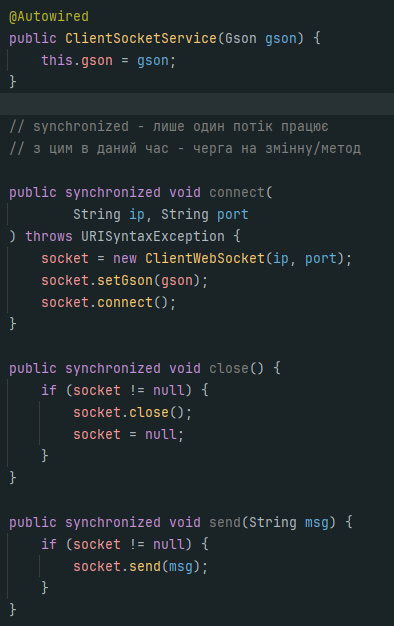 @Autowired
public ClientSocketService(Gson gson) {
    this.gson = gson;
}
// synchronized - лише один потік працює
// з цим в даний час - черга на змінну/метод
public synchronized void connect(
        String ip, String port
) throws URISyntaxException {
    socket = new ClientWebSocket(ip, port);
    socket.setGson(gson);
    socket.connect();
}
public synchronized void close() {
    if (socket != null) {
        socket.close();
        socket = null;
    }
}
public synchronized void send(String msg) {
    if (socket != null) {
        socket.send(msg);
    }
}